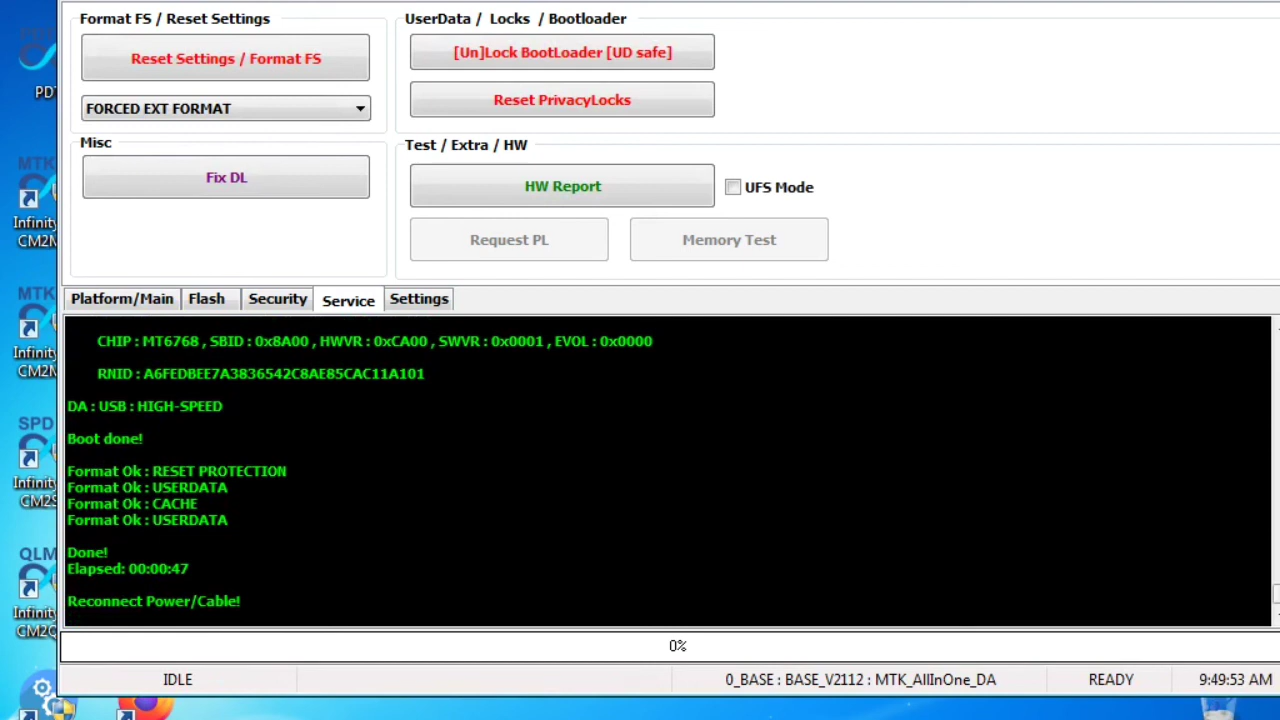 Format FS / Reset Settings
UserData / Locks / Bootloader
Reset Settings / Format FS
[Un]Lock BootLoader [UD safe]
FORCED EXT FORMAT
Reset PrivacyLocks
Misc
Test / Extra / HW
Fix DL
HW Report
UFS Mode
Request PL
Memory Test
Platform/Main
Flash
Security
Service
Settings
CHIP : MT6768 , SBID : 0x8A00 , HWVR : 0xCA00 , SWVR : 0x0001 , EVOL : 0x0000
RNID : A6FEDBEE7A3836542C8AE85CAC11A101
DA : USB : HIGH-SPEED
Boot done!
Format Ok : RESET PROTECTION
Format Ok : USERDATA
Format Ok : CACHE
Format Ok : USERDATA
Done!
Elapsed: 00:00:47
Reconnect Power/Cable!
0%
IDLE
0_BASE : BASE_V2112 : MTK_AllInOne_DA
READY
9:49:53 AM
PD
MTK
Infinity
CM2M
MTK
Infinity
CM2M
SPD
Infinity
CM2S
QLM
Infinity
CM2Q